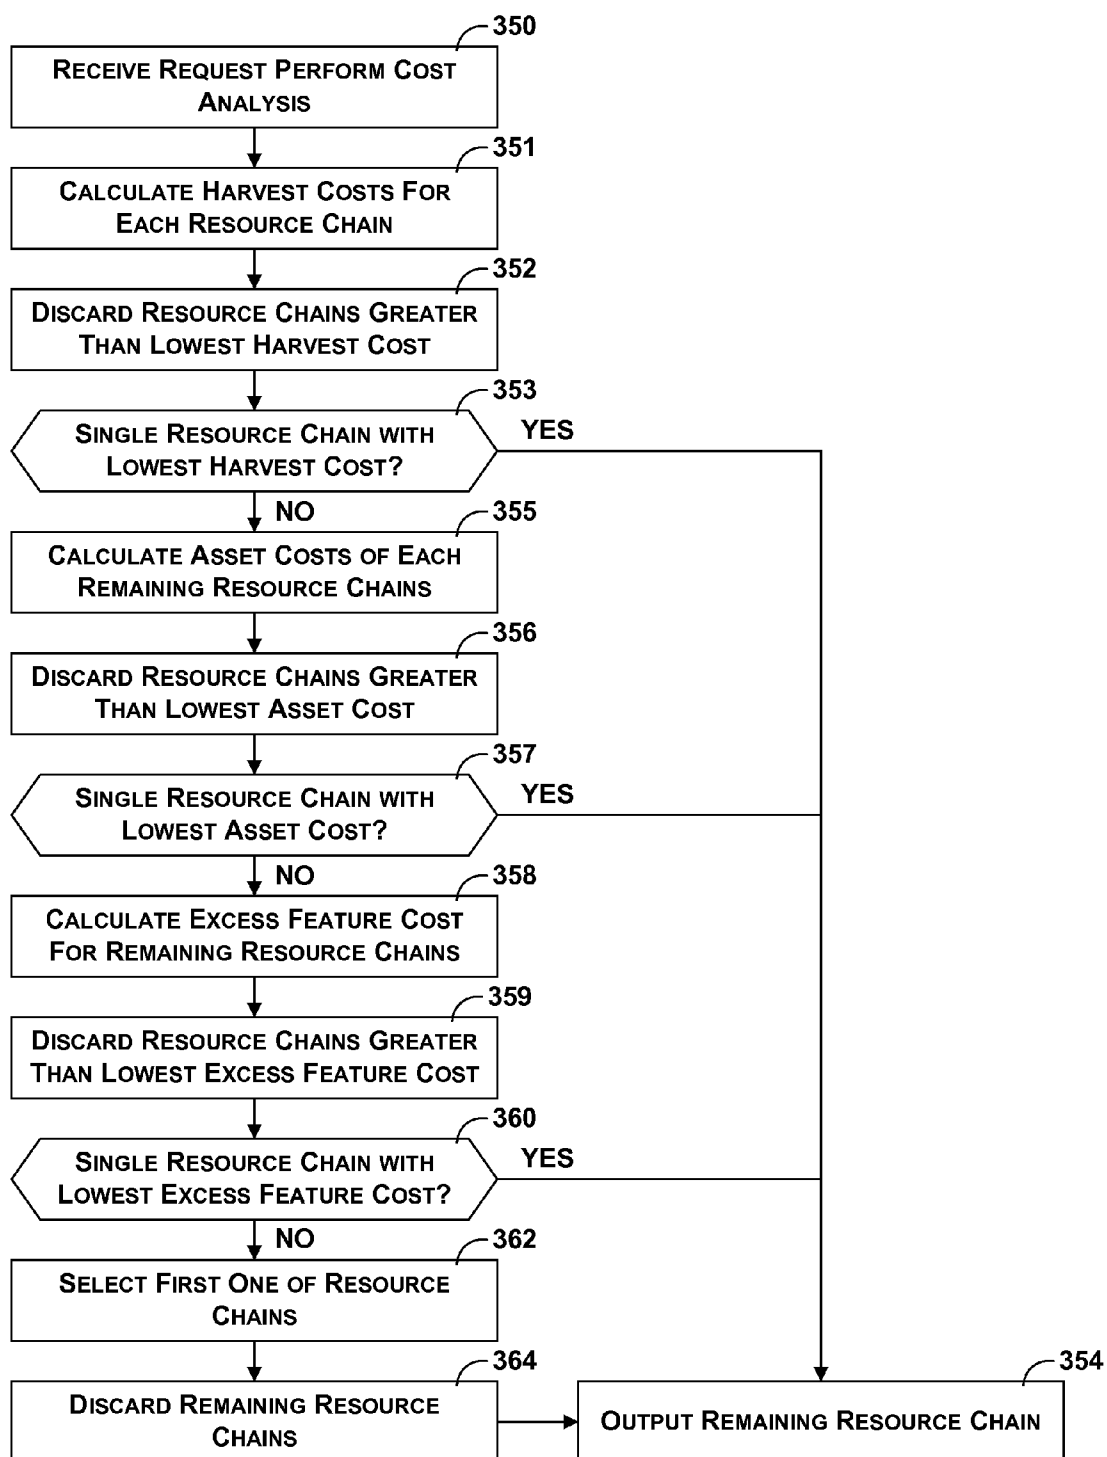 350
RECEIVE REQUEST PERFORM COST
ANALYSIS
351
CALCULATE HARVEST COSTS FOR
EACH RESOURCE CHAIN
352
DISCARD RESOURCE CHAINS GREATER
THAN LOWEST HARVEST COST
353
SINGLE RESOURCE CHAIN WITH
LOWEST HARVEST COST?
YES
NO
355
CALCULATE ASSET COSTS OF EACH
REMAINING RESOURCE CHAINS
356
DISCARD RESOURCE CHAINS GREATER
THAN LOWEST ASSET COST
357
SINGLE RESOURCE CHAIN WITH
LOWEST ASSET COST?
YES
NO
358
CALCULATE EXCESS FEATURE COST
FOR REMAINING RESOURCE CHAINS
359
DISCARD RESOURCE CHAINS GREATER
THAN LOWEST EXCESS FEATURE COST
360
SINGLE RESOURCE CHAIN WITH
LOWEST EXCESS FEATURE COST?
YES
NO
362
SELECT FIRST ONE OF RESOURCE
CHAINS
364
DISCARD REMAINING RESOURCE
CHAINS
354
OUTPUT REMAINING RESOURCE CHAIN